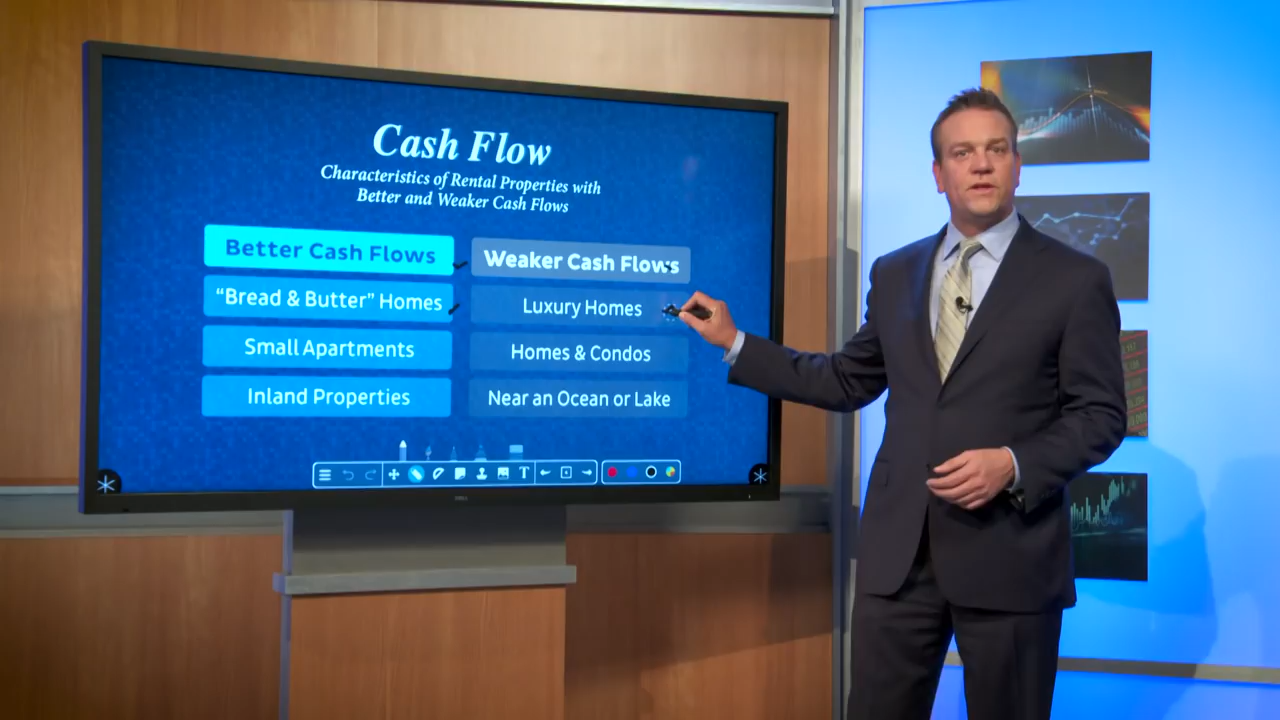 Cash Flow
Characteristics of Rental Properties with
Better and Weaker Cash Flows
Better Cash Flows
Weaker Cash Flows
"Bread & Butter" Homes
Luxury Homes
Small Apartments
Homes & Condos
Inland Properties
Near an Ocean or Lake
T
DELL